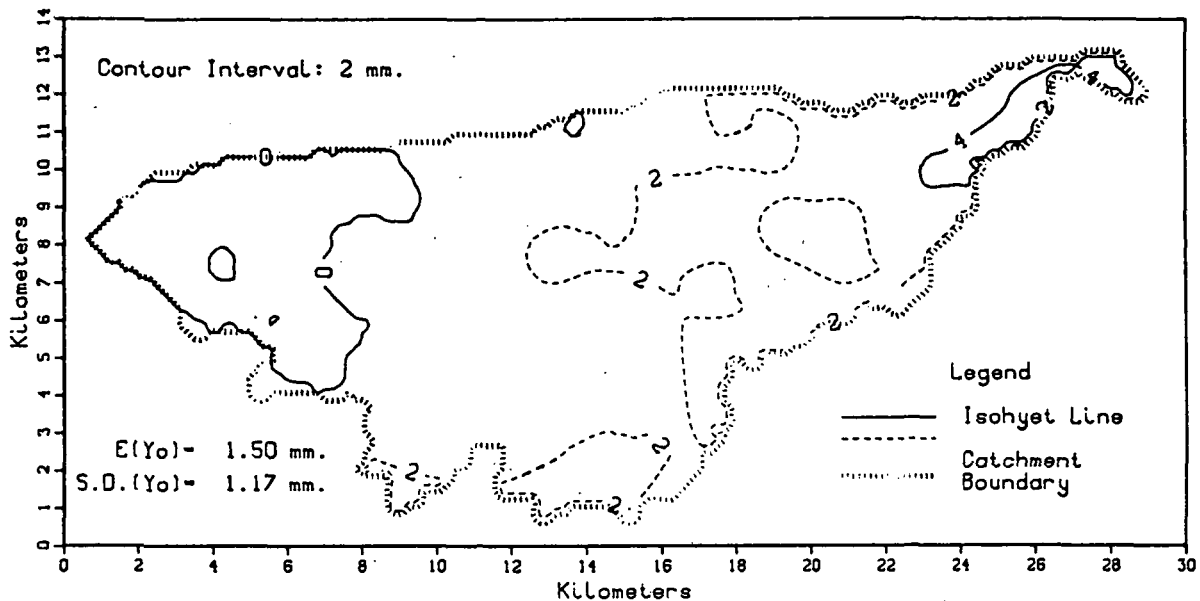 14
13
12
11
10
9
8
7
6
5
4
3
2
1
0
Kilometers
Contour Interval: 2 mm.
0
0
2
2
2
2
2
2
2
2
4
4
2
E(Yo)= 1.50 mm.
S.D.(Yo)= 1.17 mm.
Legend
Isohyet Line
Catchment
Boundary
0 2 4 6 8 10 12 14 16 18 20 22 24 26 28 30
Kilometers